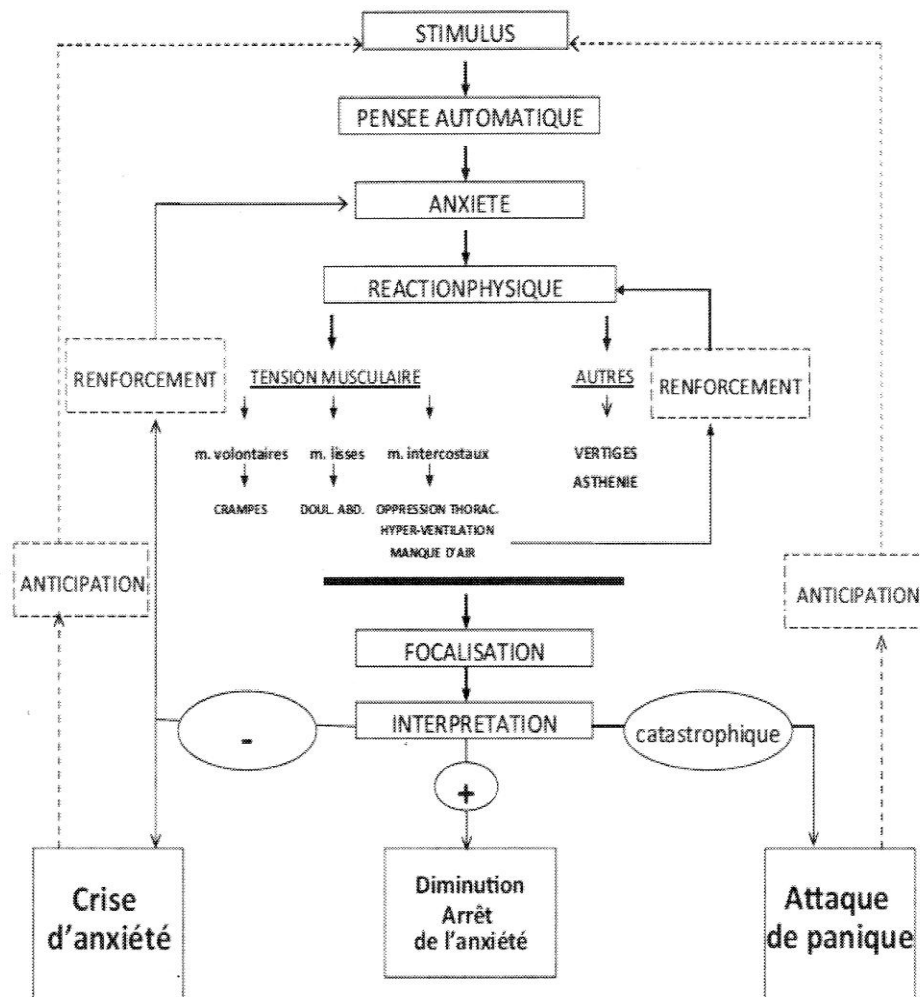 STIMULUS
PENSEE AUTOMATIQUE
ANXIETE
REACTIONPHYSIQUE
RENFORCEMENT
TENSION MUSCULAIRE
AUTRES
RENFORCEMENT
m. volontaires
m. lisses
m. intercostaux
VERTIGES
ASTHENIE
CRAMPES
DOUL. ABD.
OPPRESSION THORAC.
HYPER-VENTILATION
MANQUE D'AIR
ANTICIPATION
ANTICIPATION
FOCALISATION
INTERPRETATION
-
catastrophique
+
Crise
d'anxiété
Diminution
Arrêt
de l'anxiété
Attaque
de panique